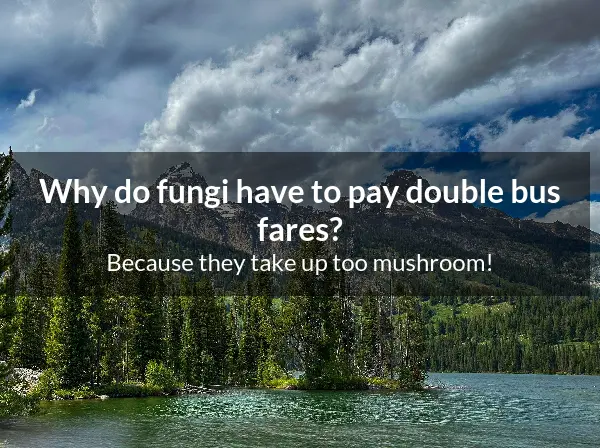 Why do fungi have to pay double bus
fares?
Because they take up too mushroom!